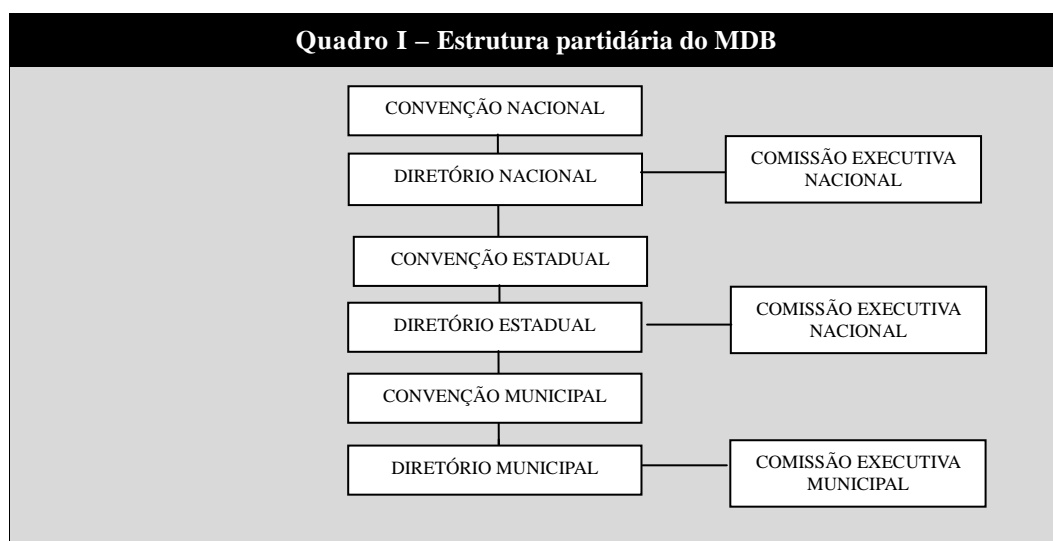 Quadro I – Estrutura partidária do MDB
CONVENÇÃO NACIONAL
DIRETÓRIO NACIONAL
COMISSÃO EXECUTIVA
NACIONAL
CONVENÇÃO ESTADUAL
DIRETÓRIO ESTADUAL
COMISSÃO EXECUTIVA
NACIONAL
CONVENÇÃO MUNICIPAL
DIRETÓRIO MUNICIPAL
COMISSÃO EXECUTIVA
MUNICIPAL